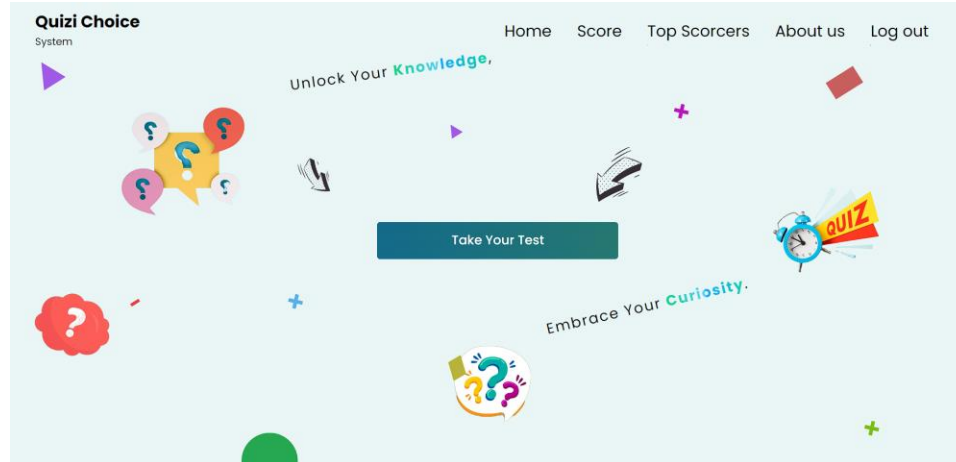 Quizi Choice
System
Home Score Top Scorcers About us Log out
Unlock Your Knowledge,
QUIZ
Take Your Test
Embrace Your Curiosity.